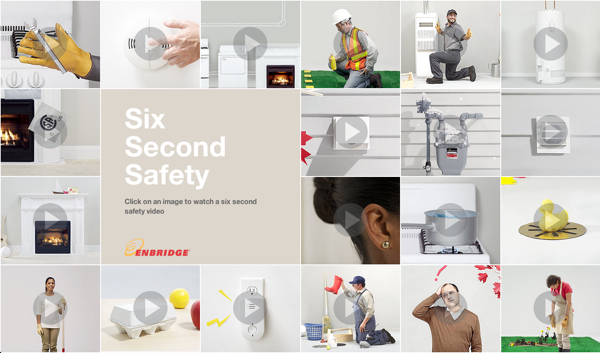 Six
Second
Safety
Click on an image to watch a six second
safety video
ENBRIDGE